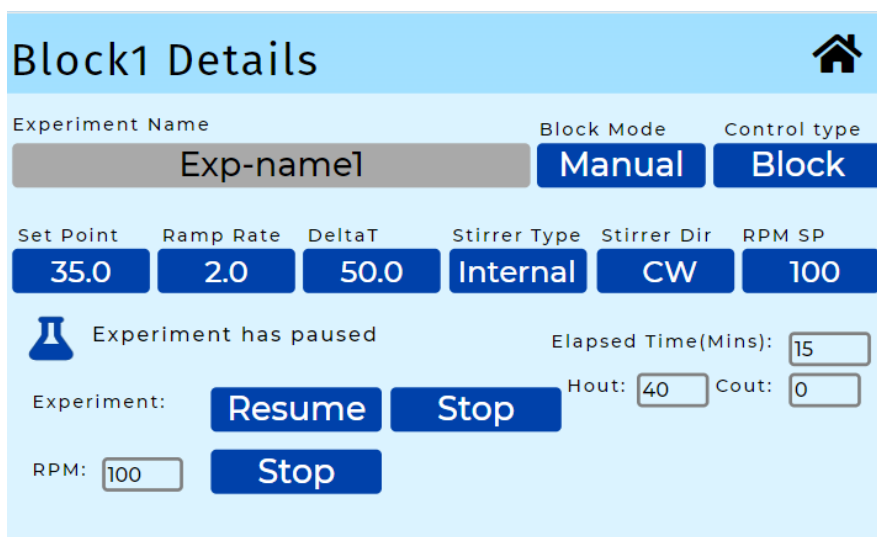 Block1 Details
Experiment Name Block Mode Control type
Exp-name1 Manual Block
Set Point Ramp Rate DeltaT Stirrer Type Stirrer Dir RPM SP
35.0 2.0 50.0 Internal CW 100
Experiment has paused
Elapsed Time(Mins): 15
Hout: 40 Cout: 0
Experiment: Resume Stop
RPM: 100 Stop